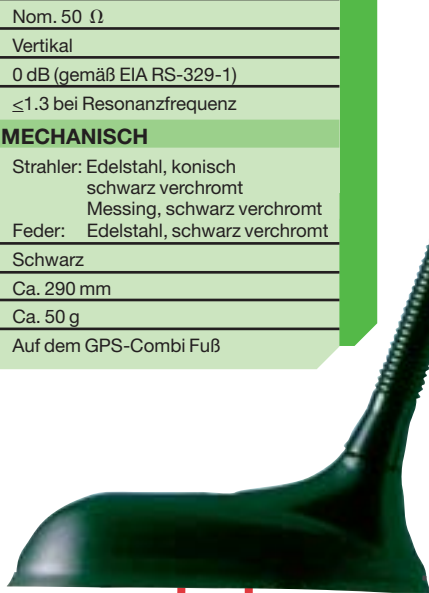 Nom. 50 Ω
Vertikal
0 dB (gemäß EIA RS-329-1)
≤1.3 bei Resonanzfrequenz
MECHANISCH
Strahler: Edelstahl, konisch
schwarz verchromt
Messing, schwarz verchromt
Feder: Edelstahl, schwarz verchromt
Schwarz
Ca. 290 mm
Ca. 50 g
Auf dem GPS-Combi Fuß